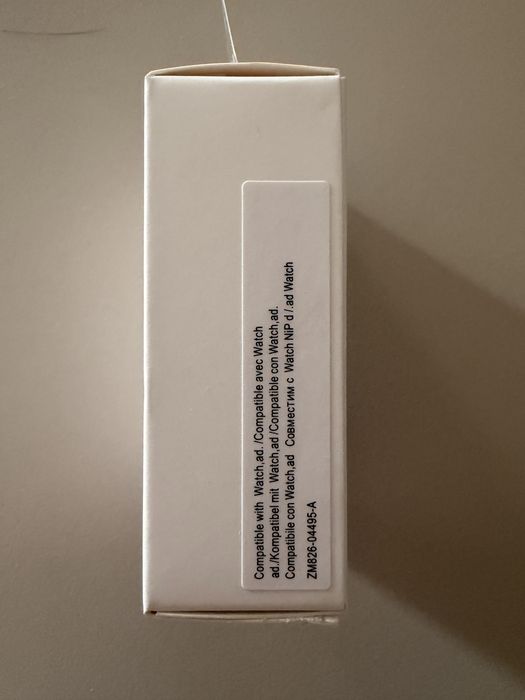 Compatible with Watch,ad. /Compatible avec Watch
ad./Kompatibel mit Watch,ad /Compatible con Watch,ad.
Compatibile con Watch,ad Совместим с Watch NiP d /.ad Watch
ZM826-04495-A